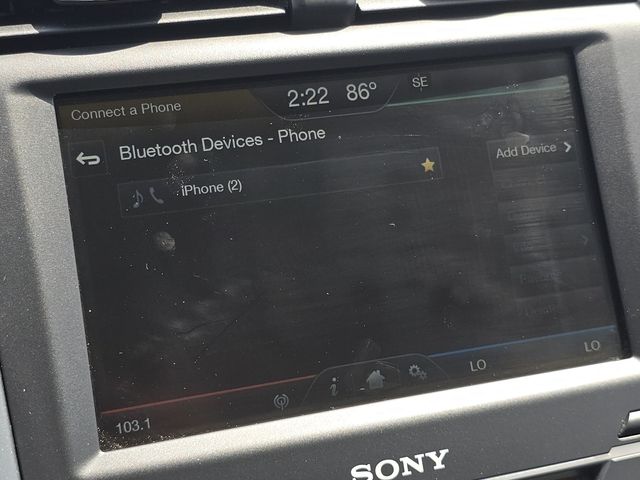 Connect a Phone
2:22 86° SE
Bluetooth Devices - Phone
iPhone (2)
Add Device
LO
LO
103.1
SONY